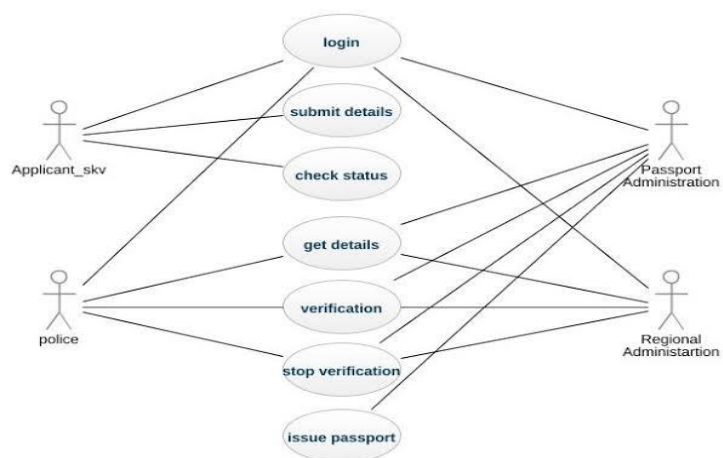 login
submit details
Applicant_skv
check status
Passport
Administration
get details
verification
police
Regional
Administartion
stop verification
issue passport